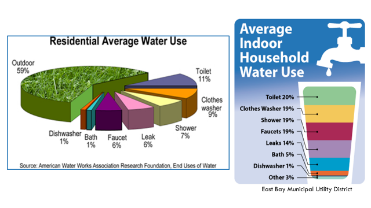 Residential Average Water Use
Outdoor
59%
Toilet
11%
Clothes
washer
9%
Shower
7%
Leak
6%
Faucet
6%
Bath
1%
Dishwasher
1%
Source: American Water Works Association Research Foundation, End Uses of Water
Average
Indoor
Household
Water Use
Toilet 20%
Clothes Washer 19%
Shower 19%
Faucets 19%
Leaks 14%
Bath 5%
Dishwasher 1%
Other 3%
East Bay Municipal Utility District